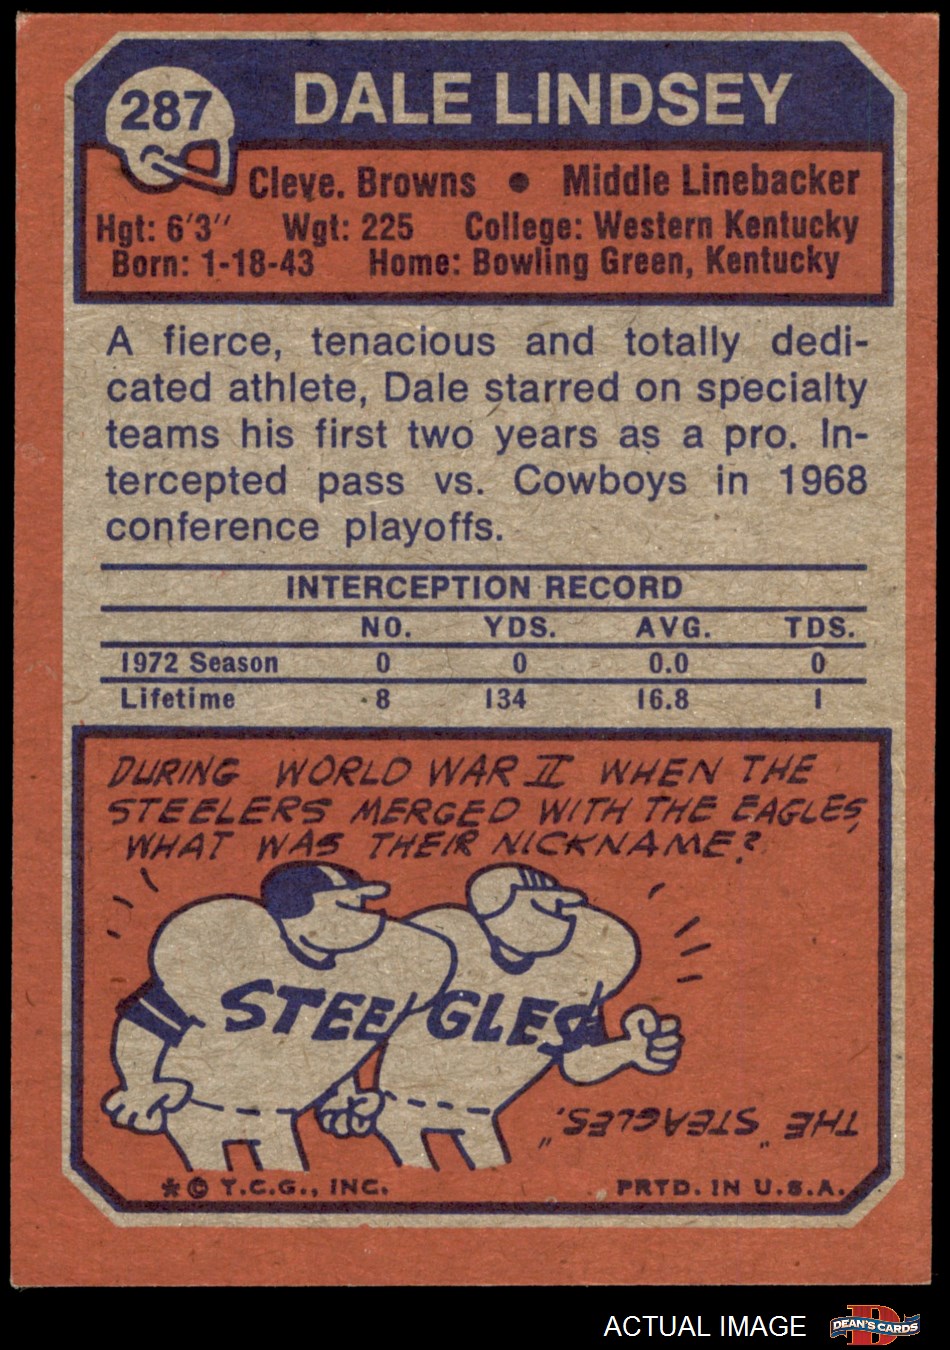 287
DALE LINDSEY
Cleve. Browns • Middle Linebacker
Hgt: 6'3'' Wgt: 225 College: Western Kentucky
Born: 1-18-43 Home: Bowling Green, Kentucky
A fierce, tenacious and totally dedi-
cated athlete, Dale starred on specialty
teams his first two years as a pro. In-
tercepted pass vs. Cowboys in 1968
conference playoffs.
INTERCEPTION RECORD
NO. YDS. AVG. TDS.
1972 Season 0 0 0.0 0
Lifetime 8 134 16.8 1
DURING WORLD WAR II WHEN THE
STEELERS MERGED WITH THE EAGLES,
WHAT WAS THEIR NICKNAME?
STEE GLES
THE "STEAGLES."
* © T.C.G., INC. PRTD. IN U.S.A.
ACTUAL IMAGE
D
DEAN'S CARDS